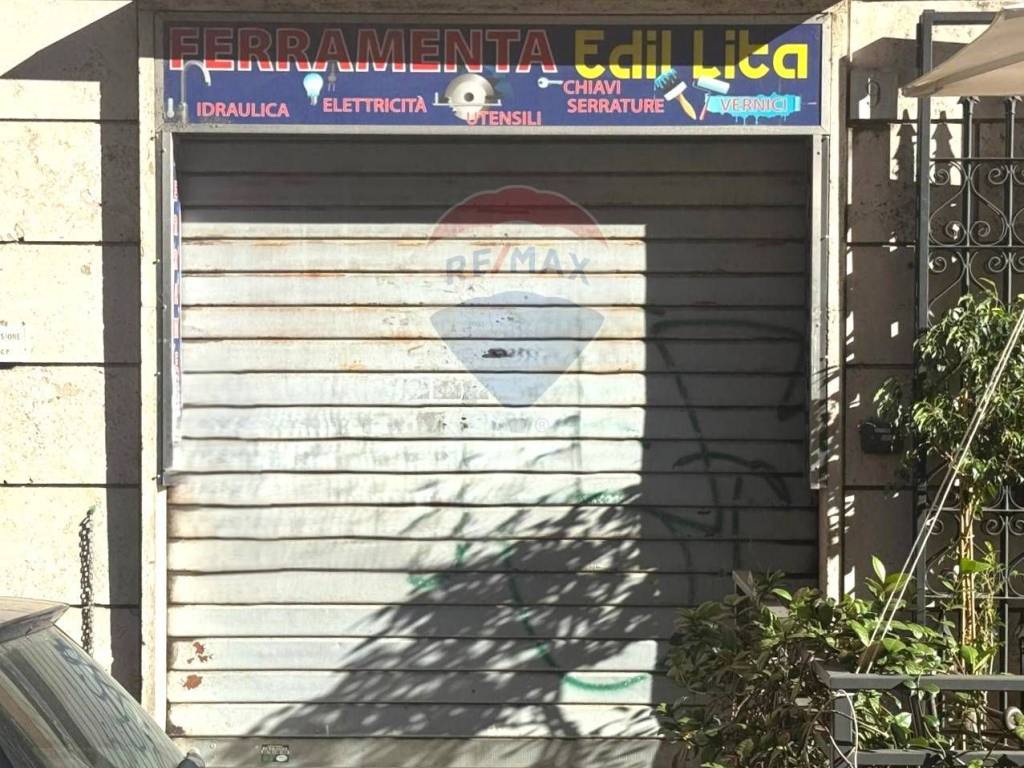 FERRAMENTA Edil Lita
IDRAULICA
ELETTRICITÀ
UTENSILI
CHIAVI
SERRATURE
VERNICI
RE/MAX
®